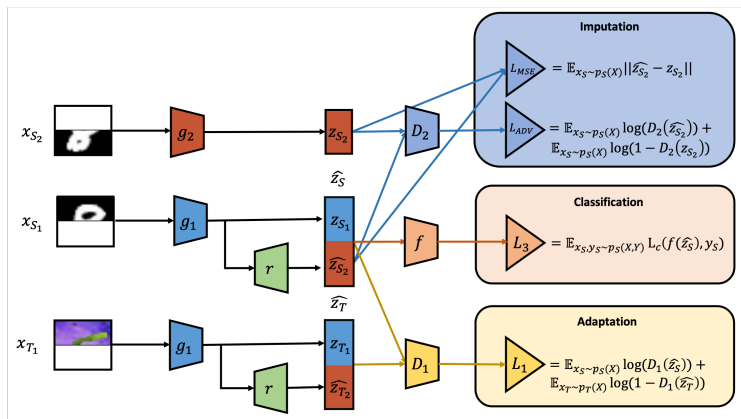 Imputation
L_{MSE} = 𝔼_{x_S∼p_S(X)}||\widehat{z_{S_2}} − z_{S_2}||
x_{S_2} g_2 z_{S_2} D_2 L_{ADV} = 𝔼_{x_S∼p_S(X)} log(D_2(\widehat{z_{S_2}})) +
𝔼_{x_S∼p_S(X)} log(1 − D_2(z_{S_2}))
\widehat{z_S}
Classification
x_{S_1} g_1 z_{S_1}
r \widehat{z_{S_2}} f L_3 = 𝔼_{x_S,y_S∼p_S(X,Y)} L_c(f(\widehat{z_S}), y_S)
\widehat{z_T}
Adaptation
x_{T_1} g_1 z_{T_1}
r \widehat{z_{T_2}} D_1 L_1 = 𝔼_{x_S∼p_S(X)} log(D_1(\widehat{z_S})) +
𝔼_{x_T∼p_T(X)} log(1 − D_1(\widehat{z_T}))